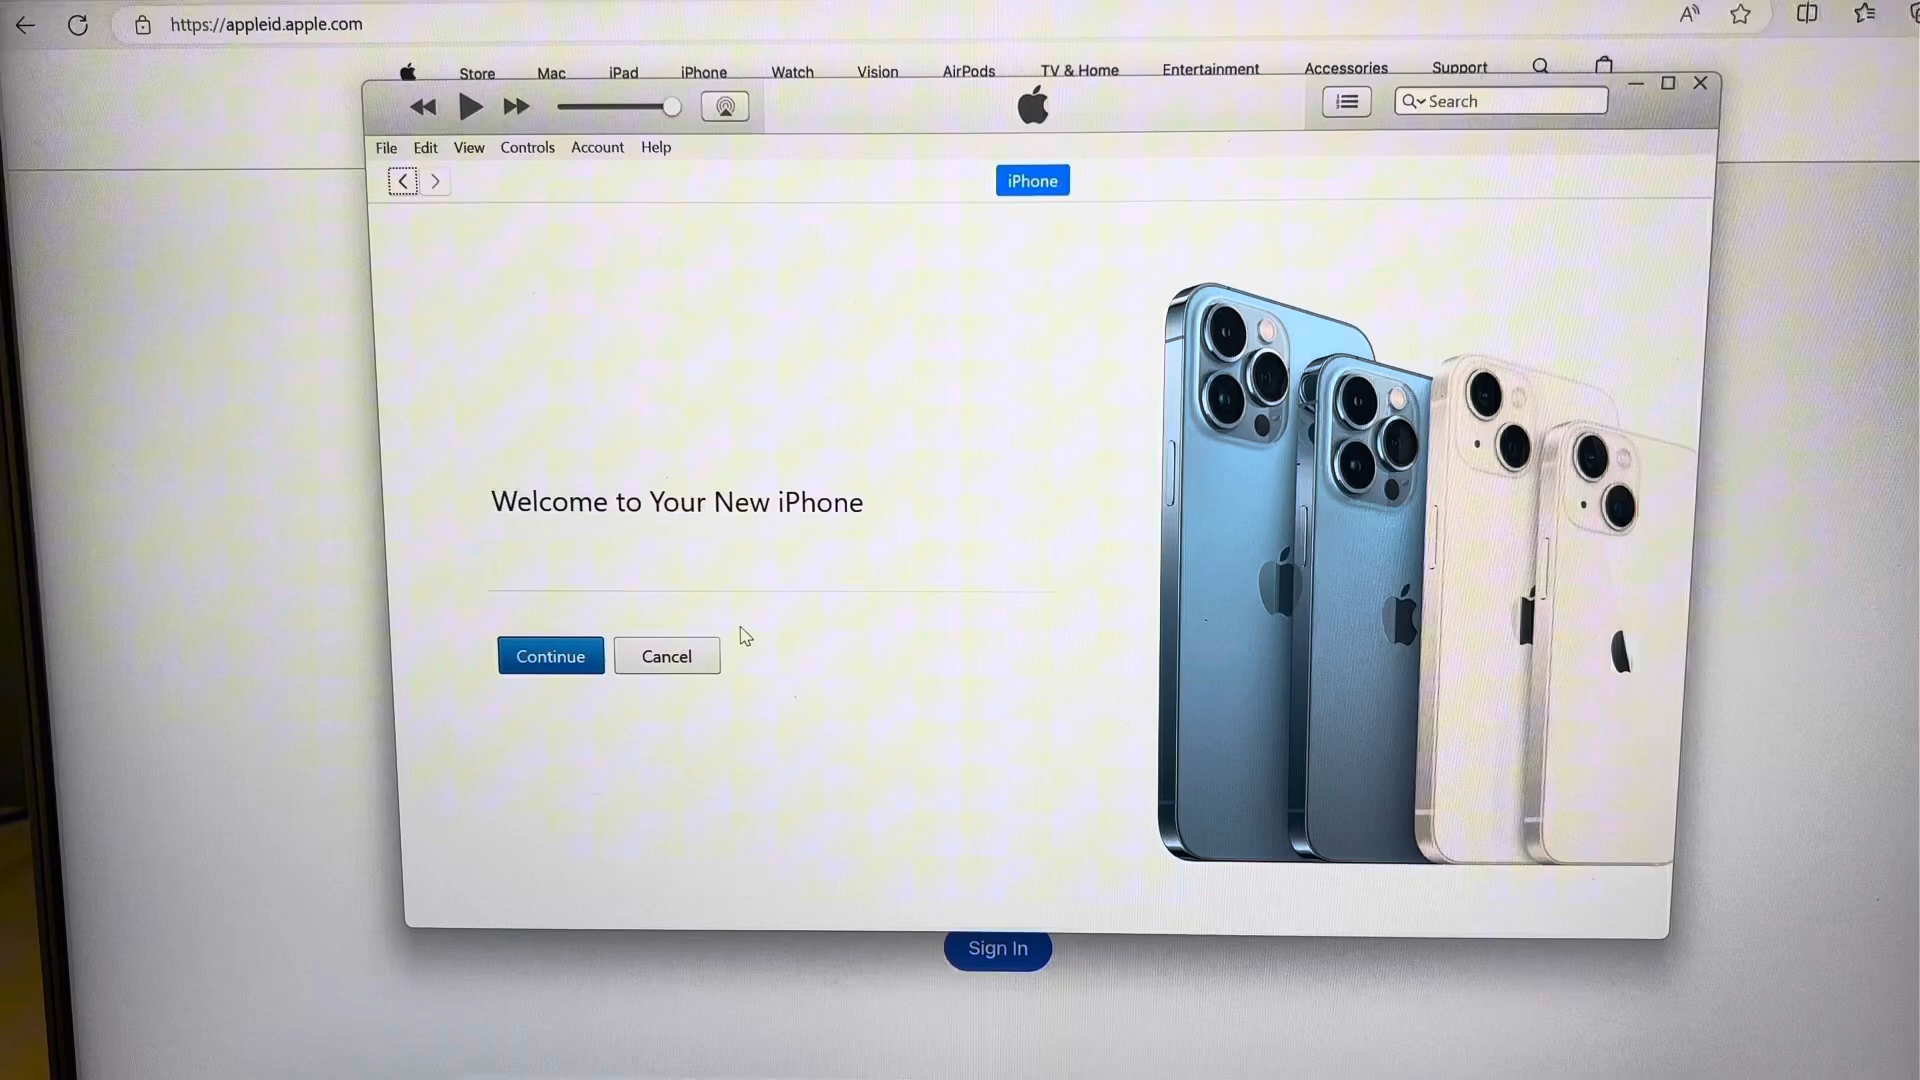 https://appleid.apple.com
Store Mac iPad iPhone Watch Vision AirPods TV & Home Entertainment Accessories Support
Search
File Edit View Controls Account Help
iPhone
Welcome to Your New iPhone
Continue Cancel
Sign In